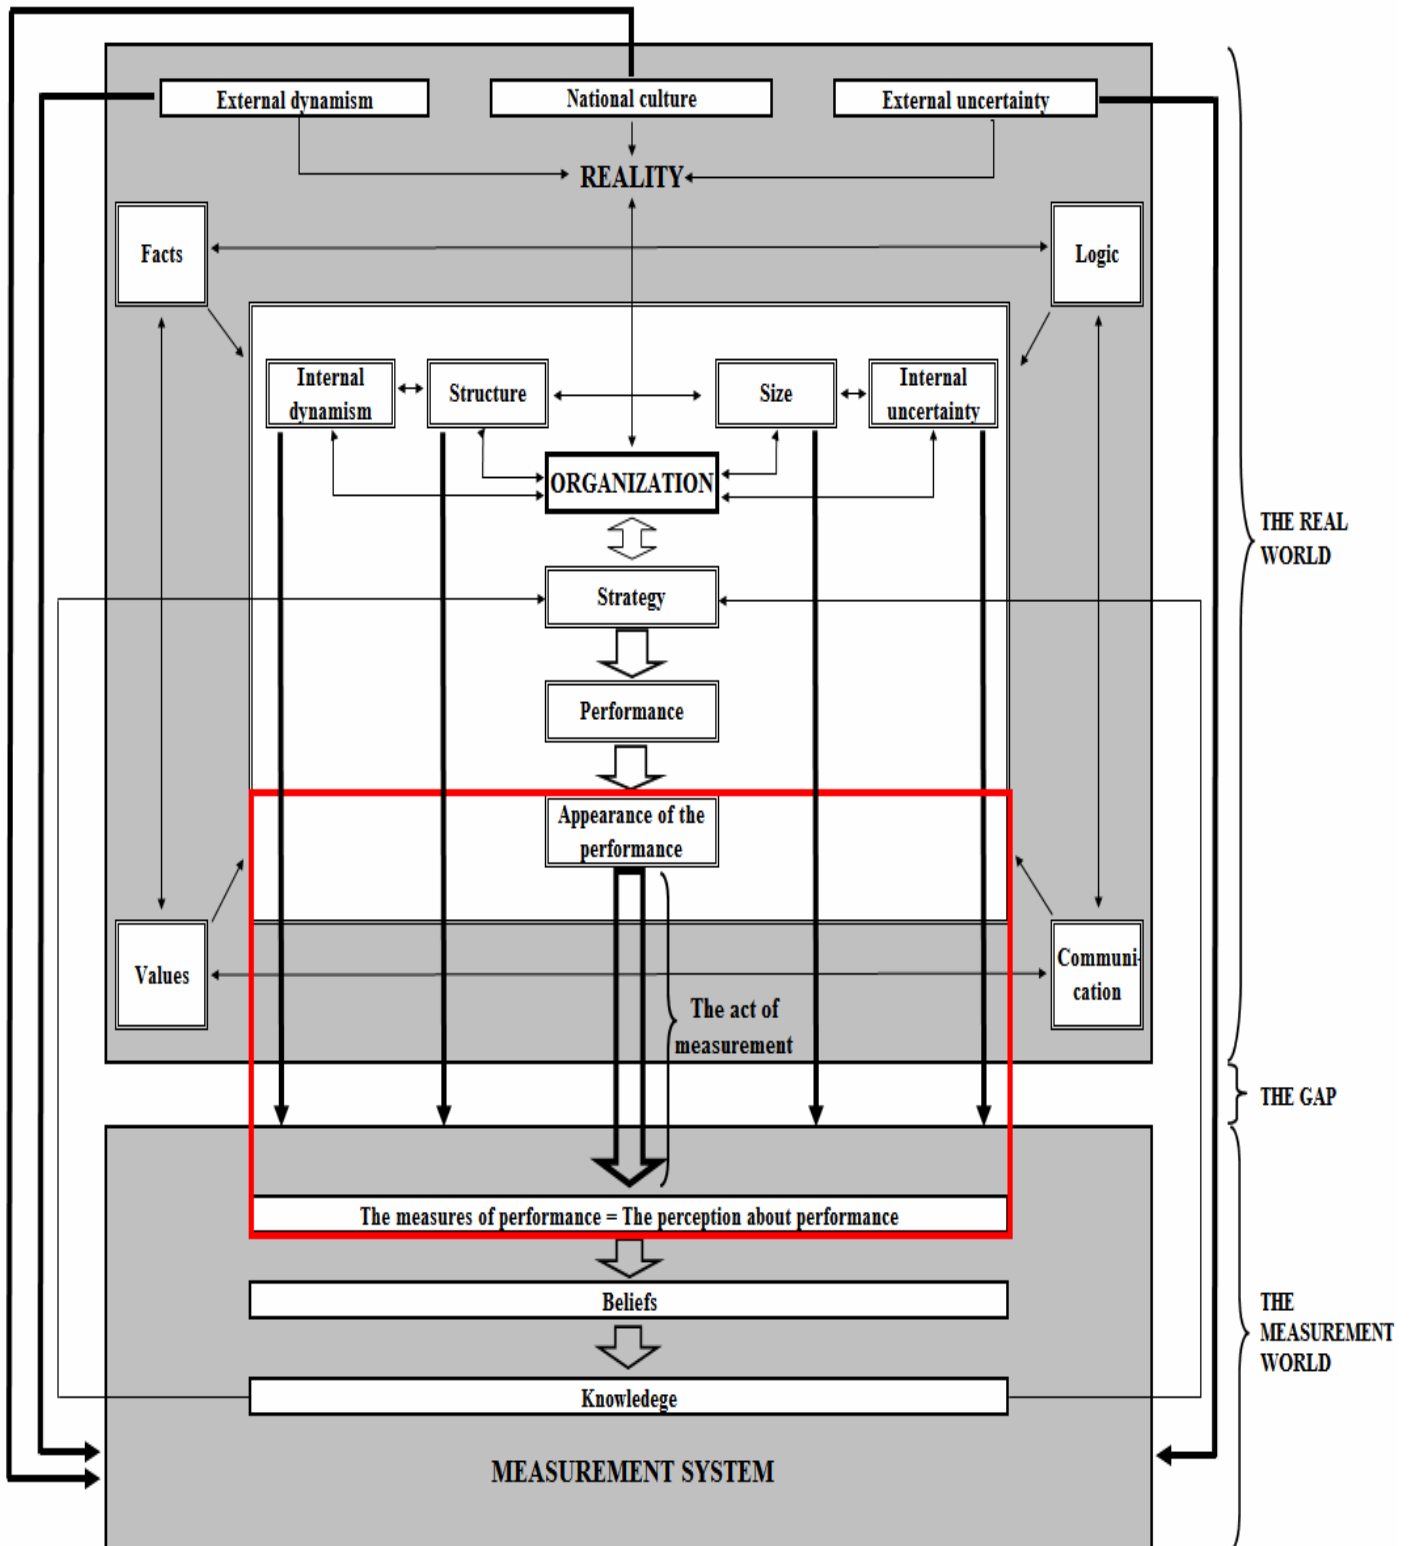 External dynamism
National culture
External uncertainty
REALITY
Facts
Logic
Internal
dynamism
Structure
Size
Internal
uncertainty
ORGANIZATION
THE REAL
WORLD
Strategy
Performance
Appearance of the
performance
Values
Communi-
cation
The act of
measurement
THE GAP
The measures of performance = The perception about performance
Beliefs
THE
MEASUREMENT
WORLD
Knowledege
MEASUREMENT SYSTEM